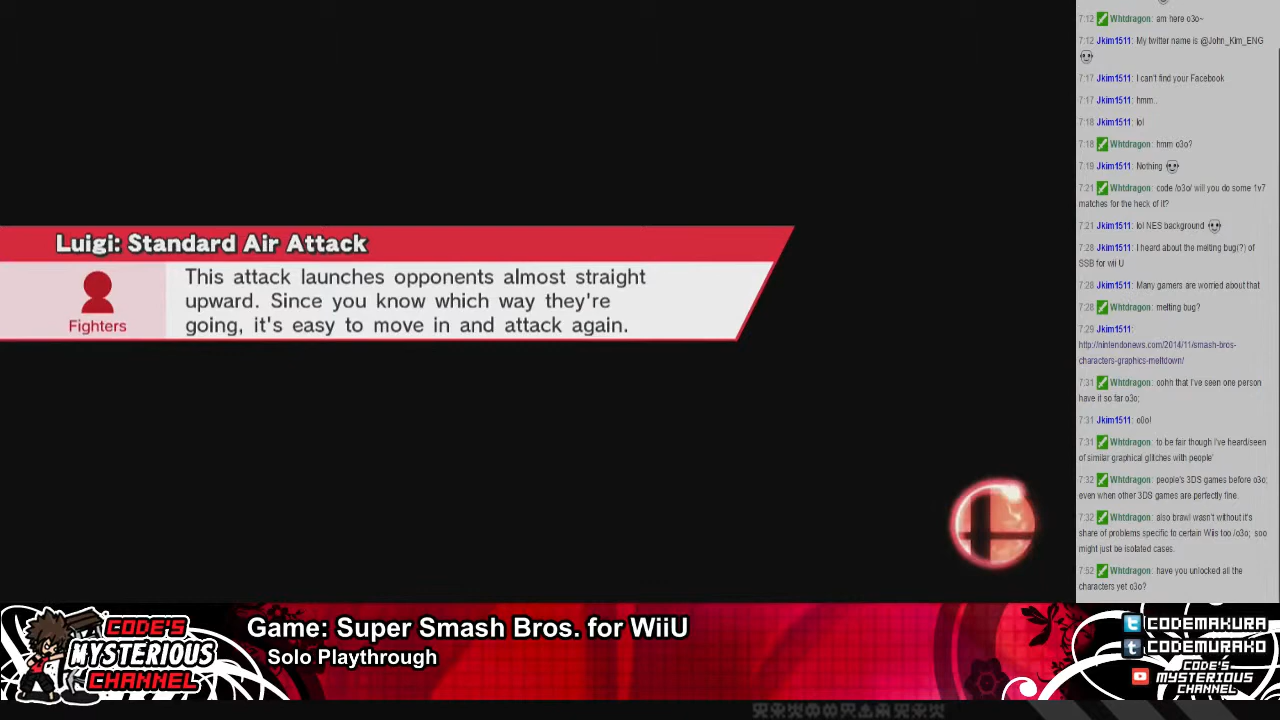 Luigi: Standard Air Attack
Fighters
This attack launches opponents almost straight
upward. Since you know which way they're
going, it's easy to move in and attack again.
7:12 Whtdragon: am here o3o~
7:12 Jkim1511: My twitter name is @John_Kim_ENG
7:17 Jkim1511: I can't find your Facebook
7:17 Jkim1511: hmm..
7:18 Jkim1511: lol
7:18 Whtdragon: hmm o3o?
7:19 Jkim1511: Nothing
7:21 Whtdragon: code /o3o/ will you do some 1v7
matches for the heck of it?
7:21 Jkim1511: lol NES background
7:28 Jkim1511: I heard about the melting bug(?) of
SSB for wii U
7:28 Jkim1511: Many gamers are worried about that
7:28 Whtdragon: melting bug?
7:29 Jkim1511:
http://nintendonews.com/2014/11/smash-bros-
characters-graphics-meltdown/
7:31 Whtdragon: oohh that I've seen one person
have it so far o3o;
7:31 Jkim1511: o0o!
7:31 Whtdragon: to be fair though I've heard/seen
of similar graphical glitches with people'
7:32 Whtdragon: people's 3DS games before o3o;
even when other 3DS games are perfectly fine.
7:32 Whtdragon: also brawl wasn't without it's
share of problems specific to certain Wiis too /o3o; soo
might just be isolated cases.
7:52 Whtdragon: have you unlocked all the
characters yet o3o?
CODE'S
MYSTERIOUS
CHANNEL
Game: Super Smash Bros. for WiiU
Solo Playthrough
CODEMAKURA
CODEMURAKO
CODE'S
MYSTERIOUS
CHANNEL